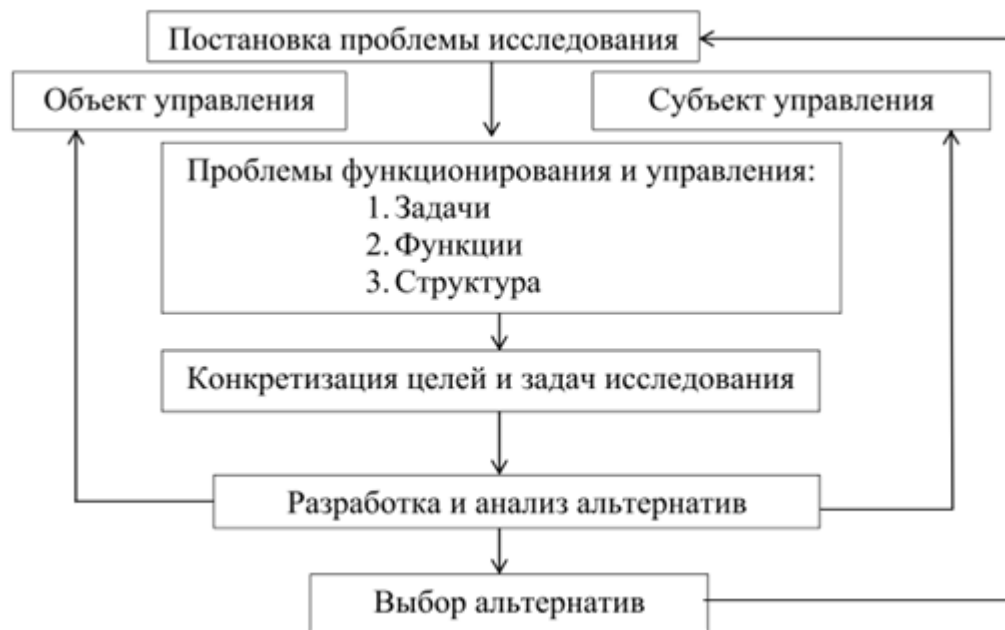 Постановка проблемы исследования
Объект управления
Субъект управления
Проблемы функционирования и управления:
1. Задачи
2. Функции
3. Структура
Конкретизация целей и задач исследования
Разработка и анализ альтернатив
Выбор альтернатив